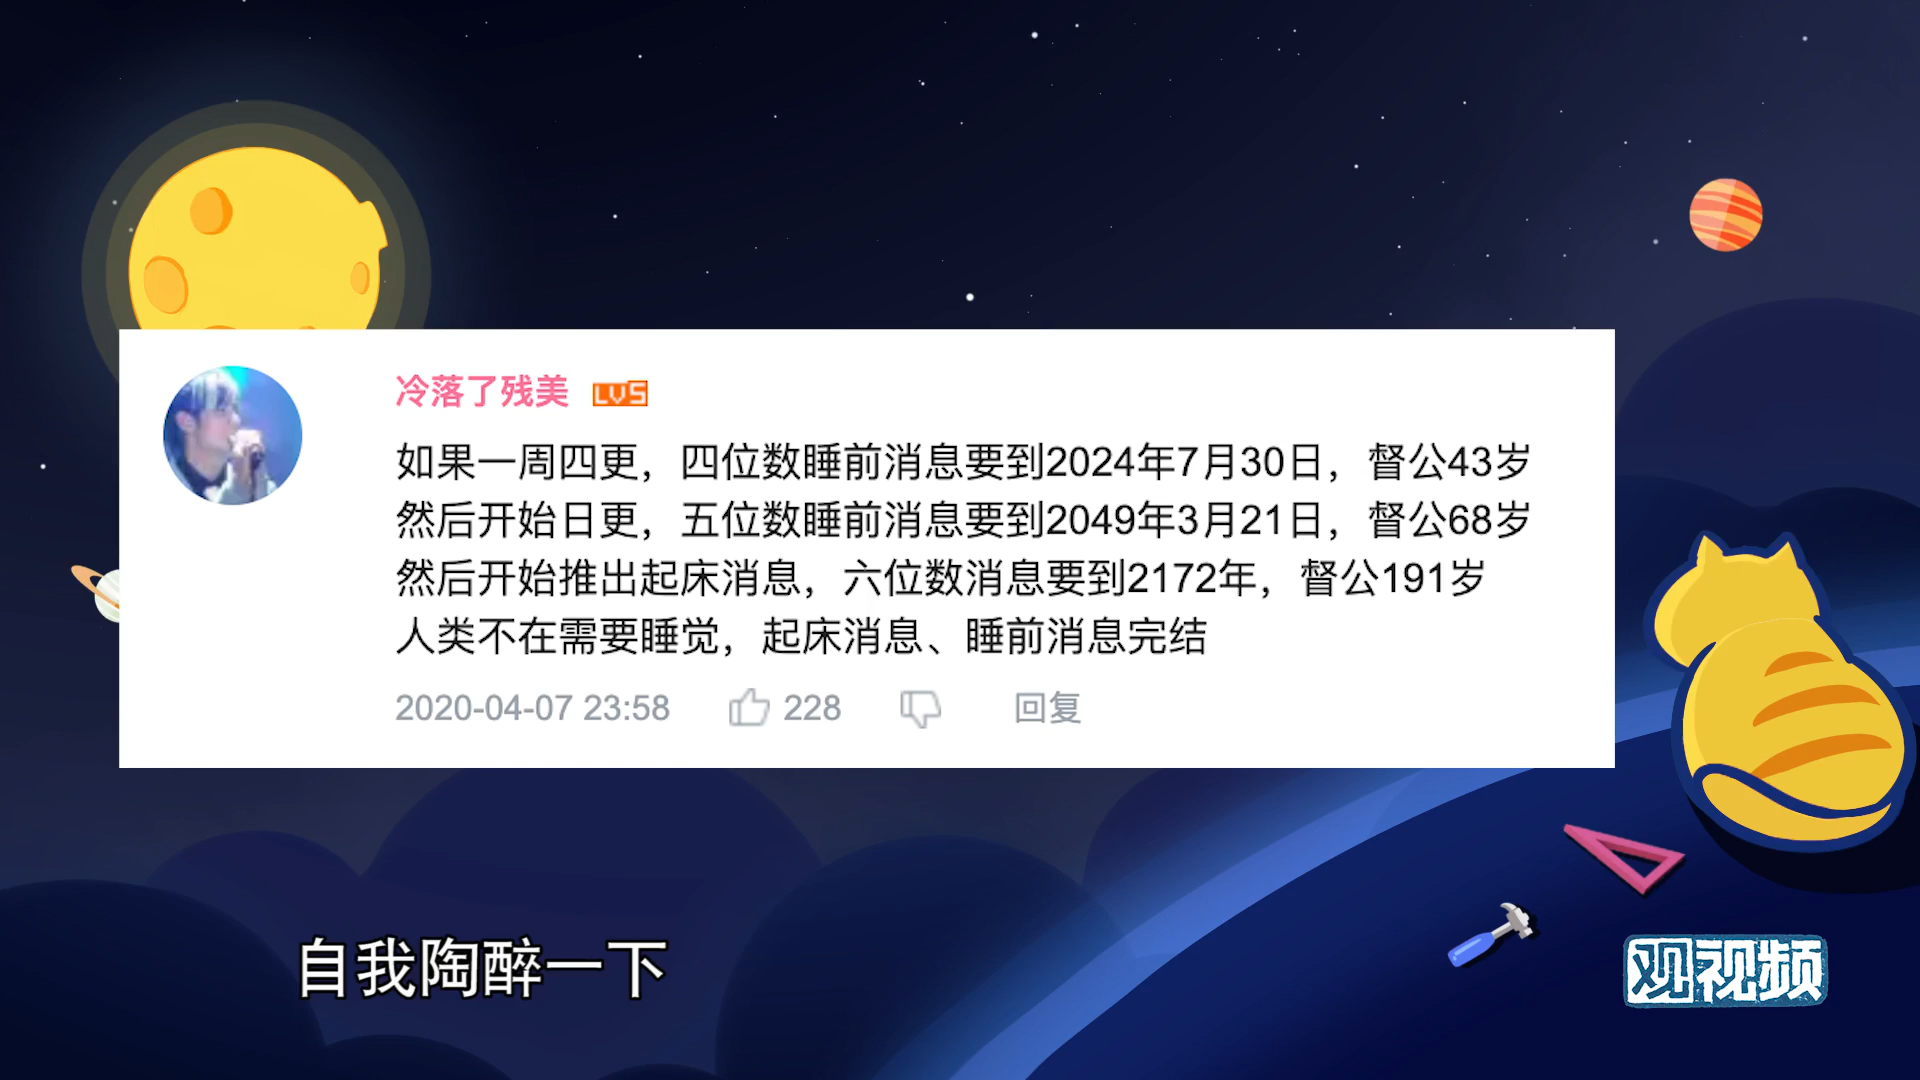 冷落了残美 LV5
如果一周四更，四位数睡前消息要到2024年7月30日，督公43岁
然后开始日更，五位数睡前消息要到2049年3月21日，督公68岁
然后开始推出起床消息，六位数消息要到2172年，督公191岁
人类不在需要睡觉，起床消息、睡前消息完结
2020-04-07 23:58 228 回复
自我陶醉一下
观视频